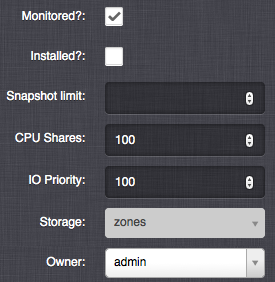 Monitored?:
Installed?:
Snapshot limit:
CPU Shares: 100
IO Priority: 100
Storage: zones
Owner: admin